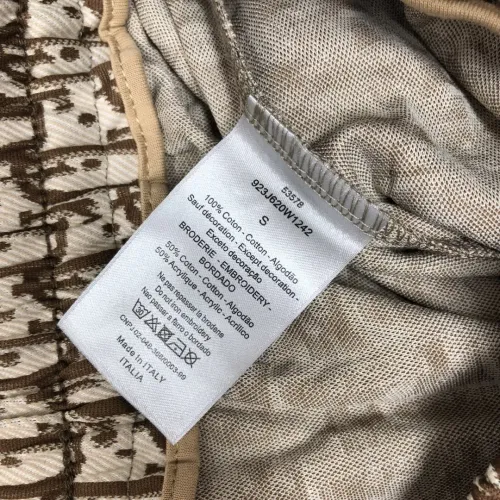 53578
923J620W1242
S
100% Coton - Cotton - Algodão
Sauf décoration - Except decoration -
Exceto decoração
BRODERIE - EMBROIDERY -
BORDADO
50% Coton - Cotton - Algodão
50% Acrylique - Acrylic - Acrílico
Ne pas repasser la broderie
Do not iron embroidery
Não passar a ferro o bordado
Made in ITALY
ITALIA